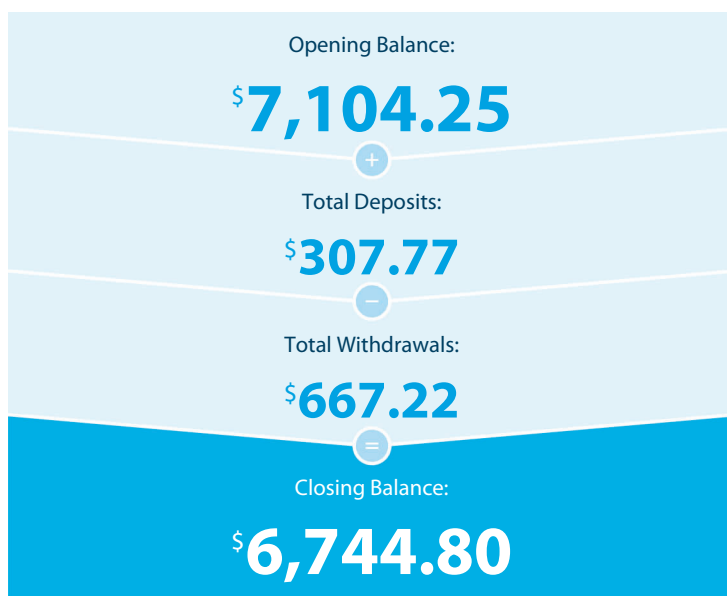 Opening Balance:
$7,104.25
+
Total Deposits:
$307.77
−
Total Withdrawals:
$667.22
=
Closing Balance:
$6,744.80